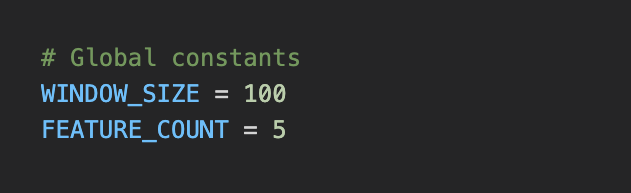 # Global constants
WINDOW_SIZE = 100
FEATURE_COUNT = 5